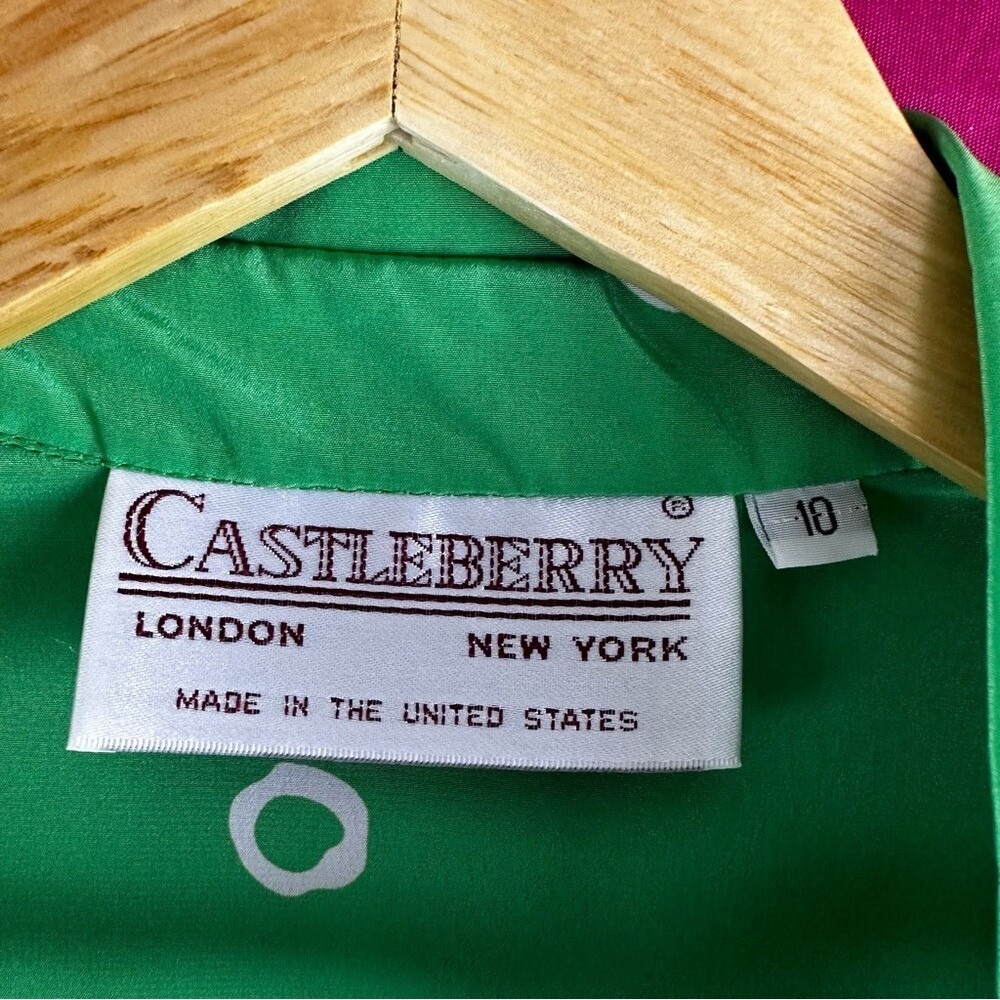 CASTLEBERRY ®
10
LONDON NEW YORK
MADE IN THE UNITED STATES